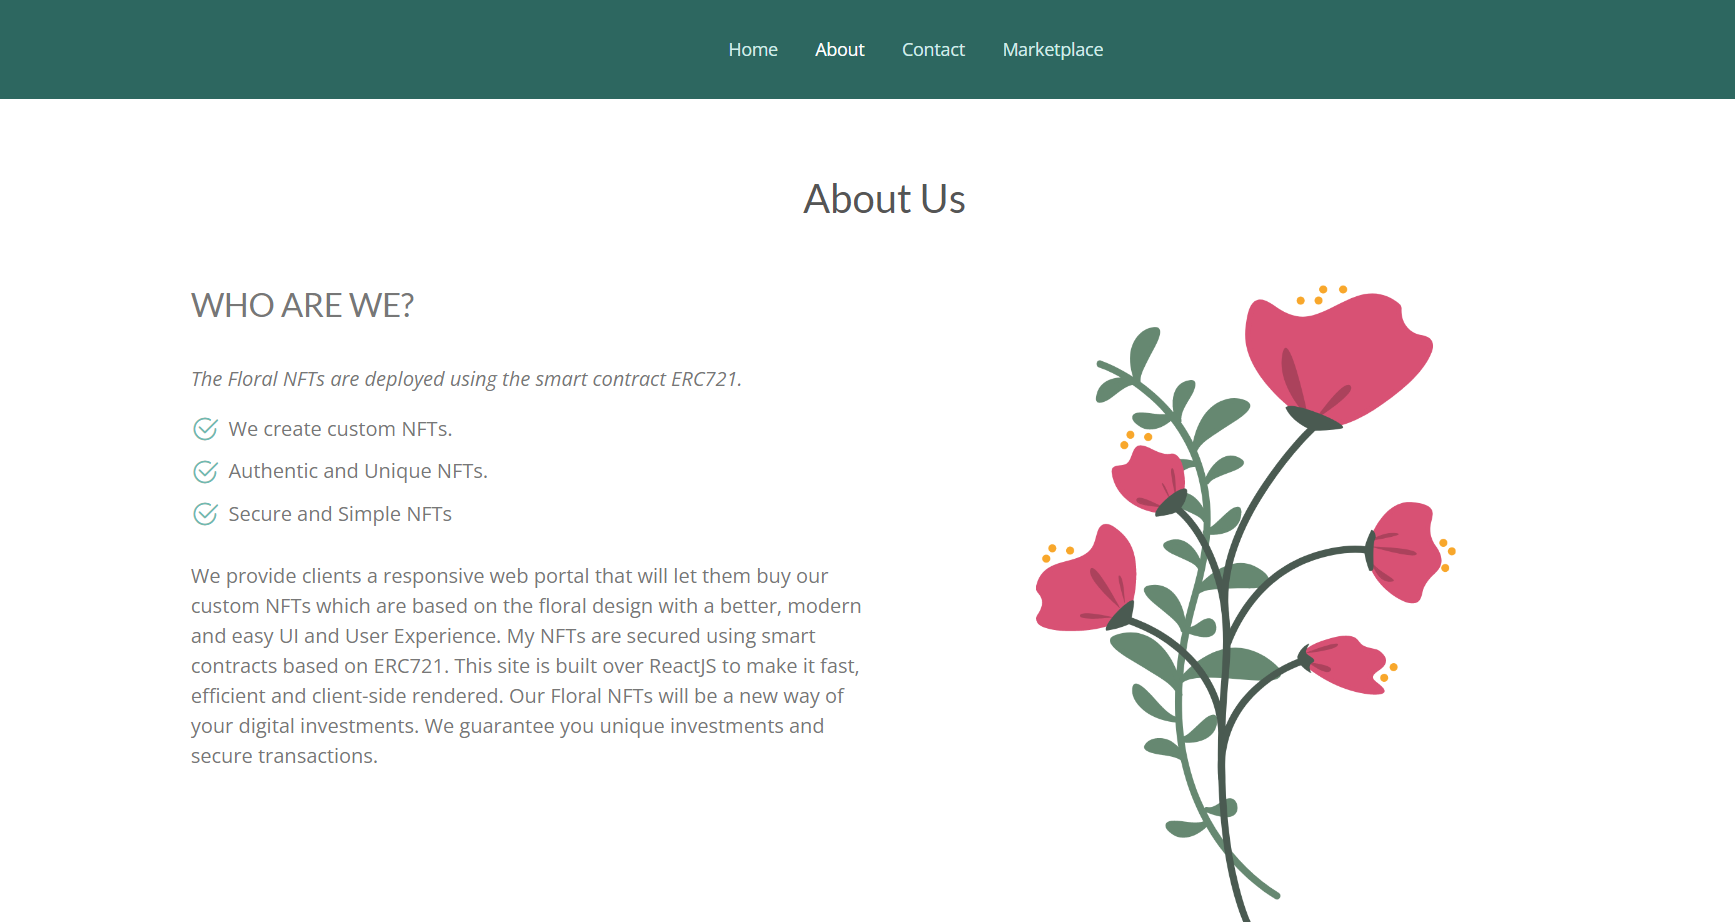 Home About Contact Marketplace
About Us
WHO ARE WE?
The Floral NFTs are deployed using the smart contract ERC721.
We create custom NFTs.
Authentic and Unique NFTs.
Secure and Simple NFTs
We provide clients a responsive web portal that will let them buy our
custom NFTs which are based on the floral design with a better, modern
and easy UI and User Experience. My NFTs are secured using smart
contracts based on ERC721. This site is built over ReactJS to make it fast,
efficient and client-side rendered. Our Floral NFTs will be a new way of
your digital investments. We guarantee you unique investments and
secure transactions.